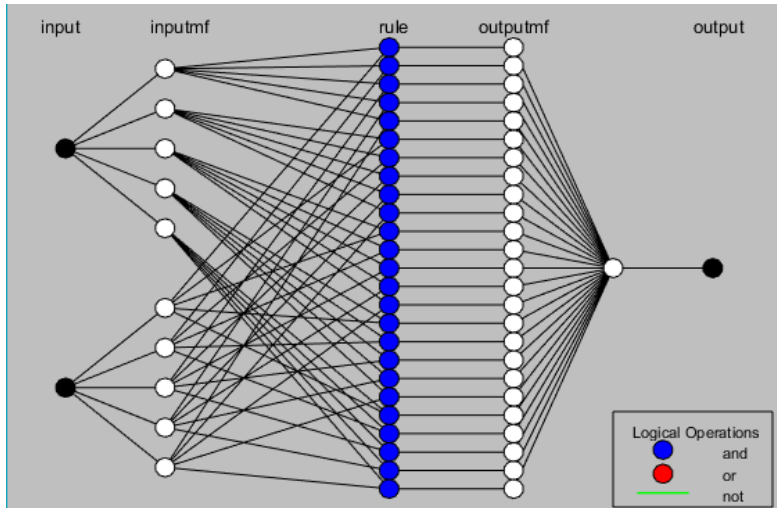 input inputmf rule outputmf output
Logical Operations
and
or
not